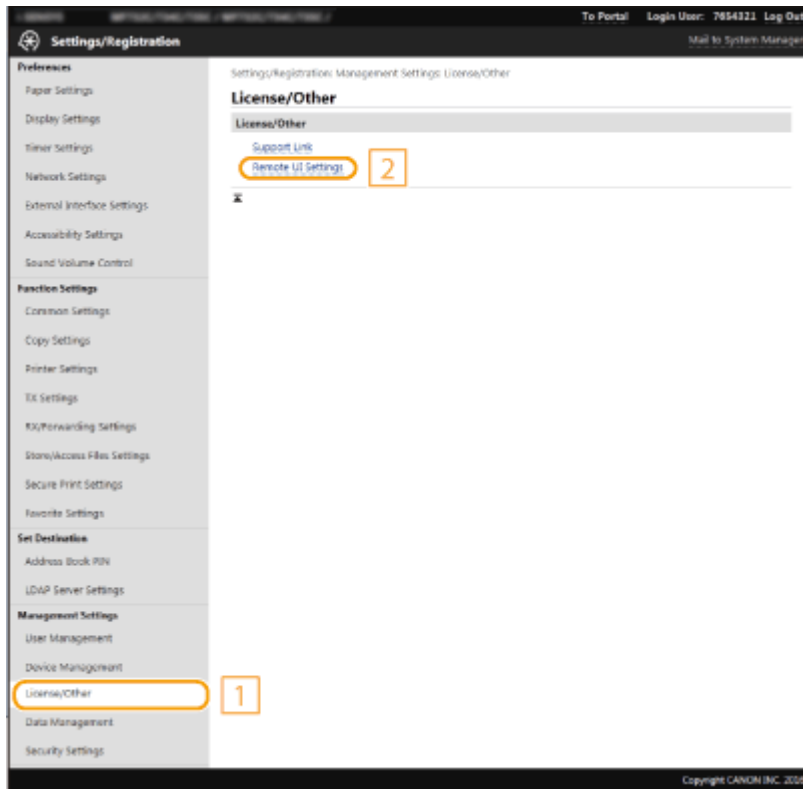 To Portal Login User: 7654321 Log Out
Settings/Registration
Mail to System Manager
Preferences
Paper Settings
Display Settings
Timer Settings
Network Settings
External Interface Settings
Accessibility Settings
Sound Volume Control
Function Settings
Common Settings
Copy Settings
Printer Settings
TX Settings
RX/Forwarding Settings
Store/Access Files Settings
Secure Print Settings
Favorite Settings
Set Destination
Address Book PIN
LDAP Server Settings
Management Settings
User Management
Device Management
License/Other
1
Data Management
Security Settings
Settings/Registration: Management Settings: License/Other
License/Other
License/Other
Support Link
Remote UI Settings
2
Copyright CANON INC. 2016